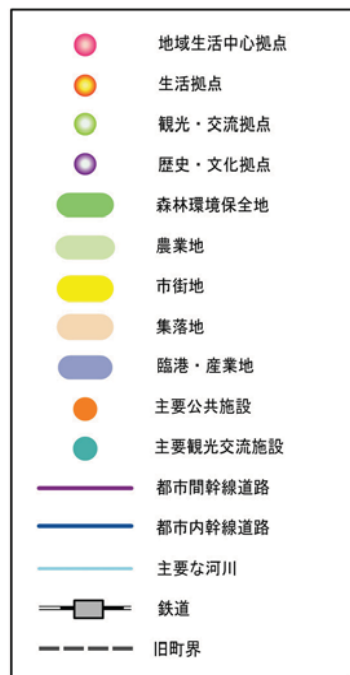 地域生活中心拠点
生活拠点
観光・交流拠点
歴史・文化拠点
森林環境保全地
農業地
市街地
集落地
臨港・産業地
主要公共施設
主要観光交流施設
都市間幹線道路
都市内幹線道路
主要な河川
鉄道
旧町界